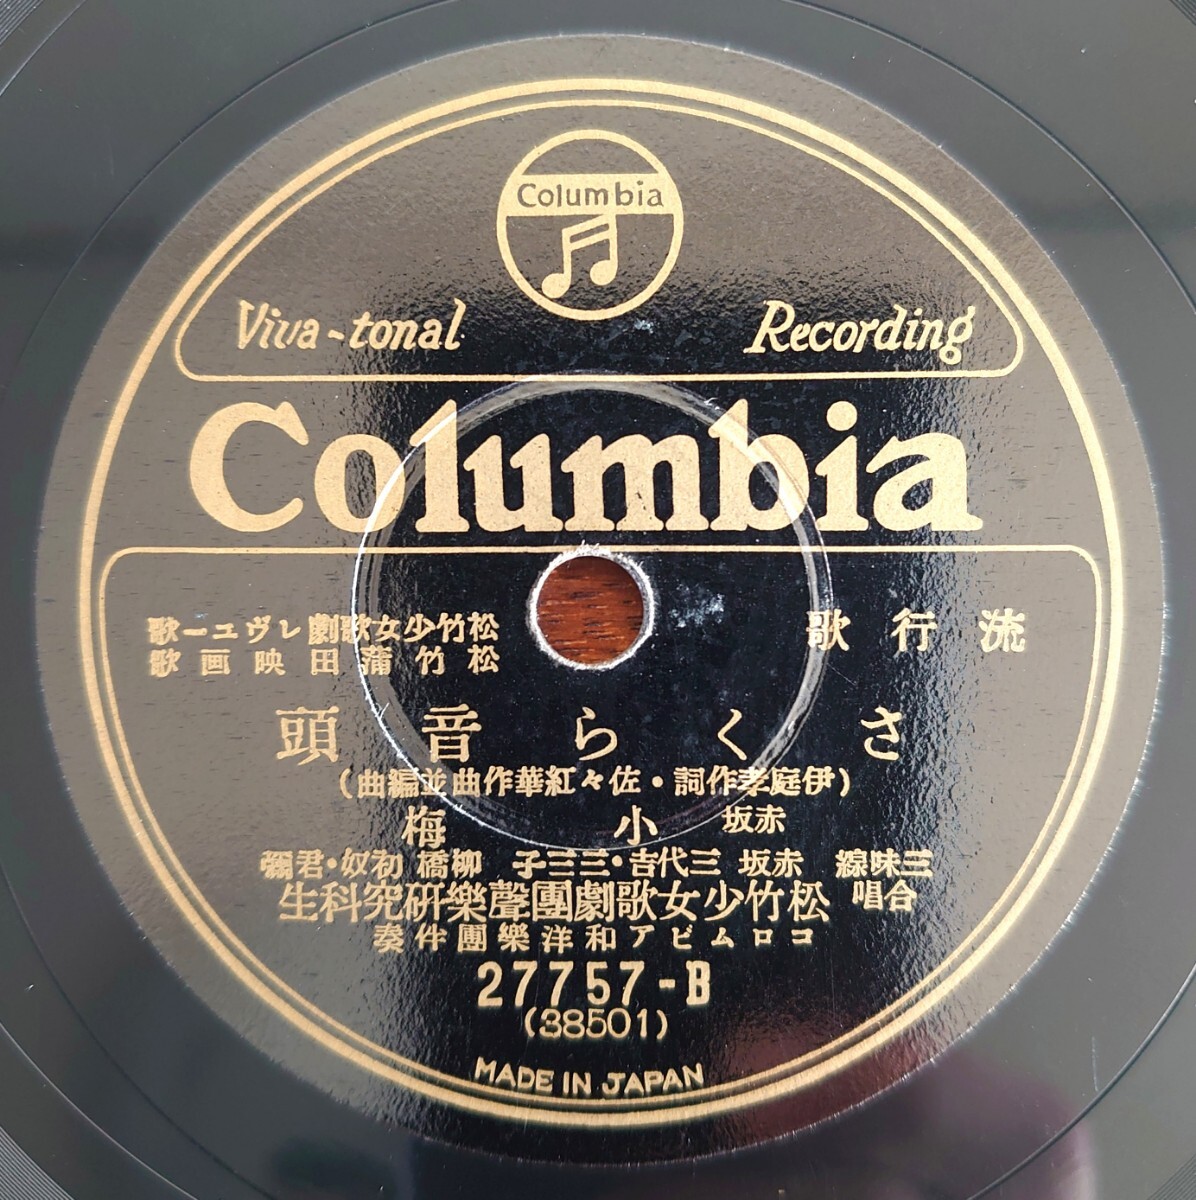 Columbia
Viva-tonal Recording
Columbia
流行歌
松竹少女歌劇レヴュー歌
松竹蒲田映画歌
さくら音頭
(伊庭孝作詞・佐々紅華作曲並編曲)
赤坂 小梅
三味線 赤坂 三代吉・三三子 柳橋 初奴・君彌
合唱 松竹少女歌劇團聲樂研究科生
コロムビア和洋樂團伴奏
27757-B
(38501)
MADE IN JAPAN